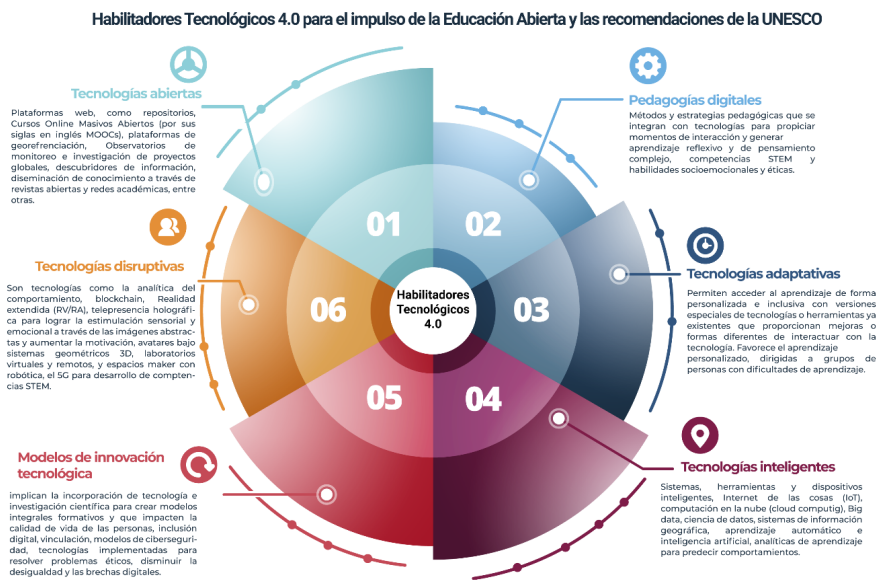 Habilitadores Tecnológicos 4.0 para el impulso de la Educación Abierta y las recomendaciones de la UNESCO
Tecnologías abiertas
Plataformas web, como repositorios,
Cursos Online Masivos Abiertos (por sus
siglas en inglés MOOCs), plataformas de
georefrenciación, Observatorios de
monitoreo e investigación de proyectos
globales, descubridores de información,
diseminación de conocimiento a través de
revistas abiertas y redes académicas, entre
otras.
Pedagogías digitales
Métodos y estrategias pedagógicas que se
integran con tecnologías para propiciar
momentos de interacción y generar
aprendizaje reflexivo y de pensamiento
complejo, competencias STEM y
habilidades socioemocionales y éticas.
Tecnologías adaptativas
Permiten acceder al aprendizaje de forma
personalizada e inclusiva con versiones
especiales de tecnologías o herramientas ya
existentes que proporcionan mejoras o
formas diferentes de interactuar con la
tecnología. Favorece el aprendizaje
personalizado, dirigidas a grupos de
personas con dificultades de aprendizaje.
Tecnologías inteligentes
Sistemas, herramientas y dispositivos
inteligentes, Internet de las cosas (IoT),
computación en la nube (cloud computig), Big
data, ciencia de datos, sistemas de información
geográfica, aprendizaje automático e
inteligencia artificial, analíticas de aprendizaje
para predecir comportamientos.
Modelos de innovación
tecnológica
implican la incorporación de tecnología e
investigación científica para crear modelos
integrales formativos y que impacten la
calidad de vida de las personas, inclusión
digital, vinculación, modelos de ciberseguri-
dad, tecnologías implementadas para
resolver problemas éticos, disminuir la
desigualdad y las brechas digitales.
Tecnologías disruptivas
Son tecnologías como la analítica del
comportamiento, blockchain, Realidad
extendida (RV/RA), telepresencia holográfi-
ca para lograr la estimulación sensorial y
emocional a través de las imágenes abstrac-
tas y aumentar la motivación, avatares bajo
sistemas geométricos 3D, laboratorios
virtuales y remotos, y espacios maker con
robótica, el 5G para desarrollo de compten-
cias STEM.
01
02
03
04
05
06
Habilitadores
Tecnológicos
4.0